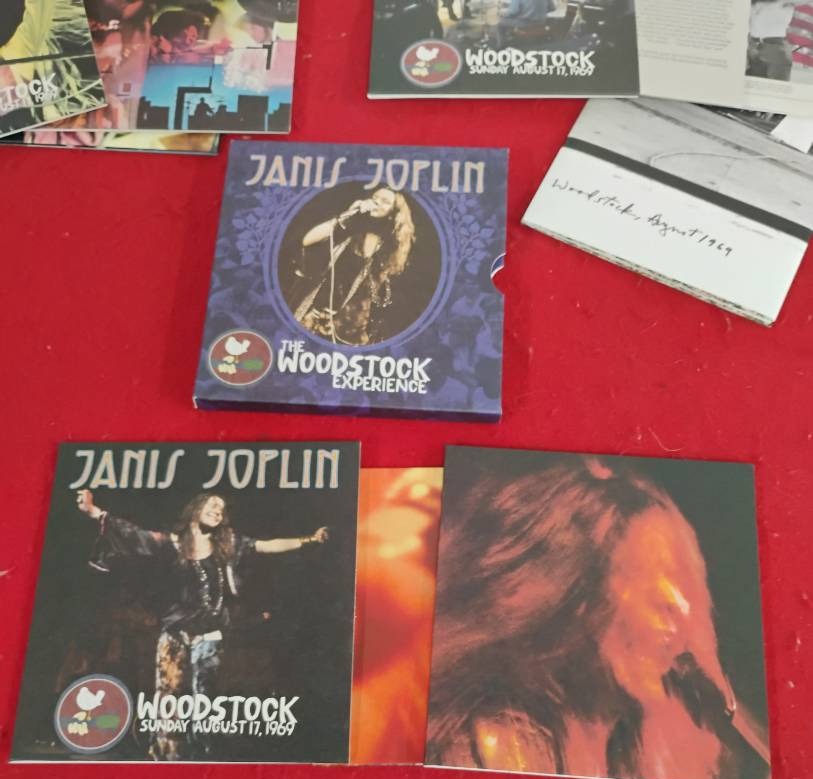 WOODSTOCK
SUNDAY AUGUST 17, 1969
Woodstock, August 1969
JANIS JOPLIN
THE
WOODSTOCK
EXPERIENCE
JANIS JOPLIN
WOODSTOCK
SUNDAY AUGUST 17, 1969